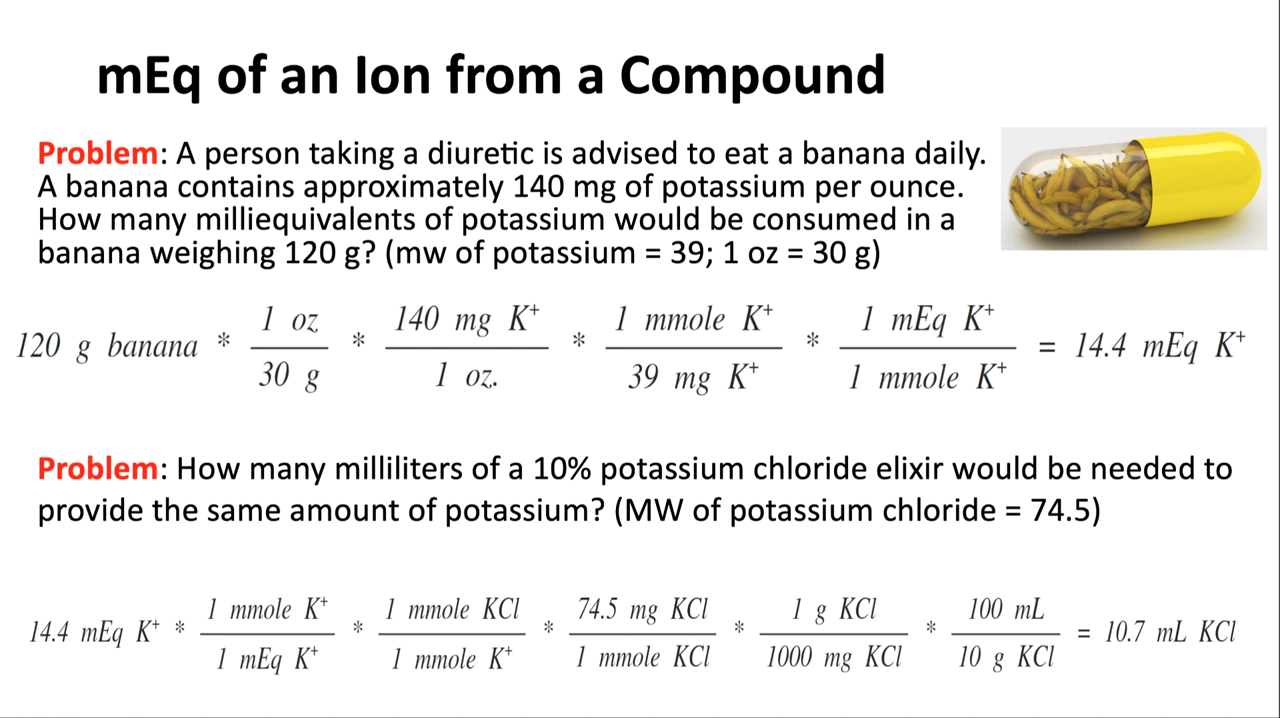 mEq of an Ion from a Compound
Problem: A person taking a diuretic is advised to eat a banana daily.
A banana contains approximately 140 mg of potassium per ounce.
How many milliequivalents of potassium would be consumed in a
banana weighing 120 g? (mw of potassium = 39; 1 oz = 30 g)
120 g banana * 1 oz / 30 g * 140 mg K⁺ / 1 oz. * 1 mmole K⁺ / 39 mg K⁺ * 1 mEq K⁺ / 1 mmole K⁺ = 14.4 mEq K⁺
Problem: How many milliliters of a 10% potassium chloride elixir would be needed to
provide the same amount of potassium? (MW of potassium chloride = 74.5)
14.4 mEq K⁺ * 1 mmole K⁺ / 1 mEq K⁺ * 1 mmole KCl / 1 mmole K⁺ * 74.5 mg KCl / 1 mmole KCl * 1 g KCl / 1000 mg KCl * 100 mL / 10 g KCl = 10.7 mL KCl